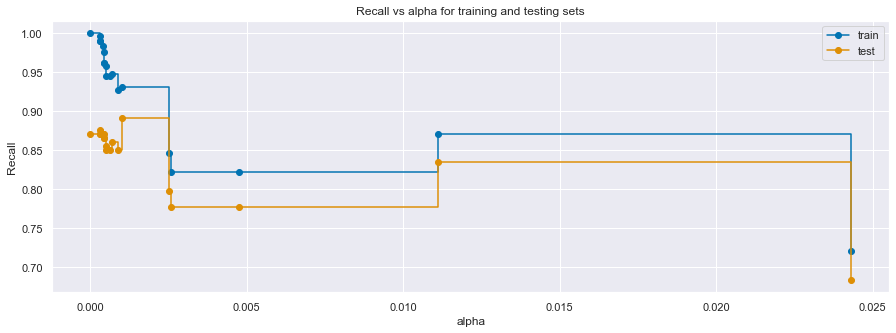 Recall vs alpha for training and testing sets
train
test
Recall
1.00
0.95
0.90
0.85
0.80
0.75
0.70
0.000
0.005
0.010
0.015
0.020
0.025
alpha